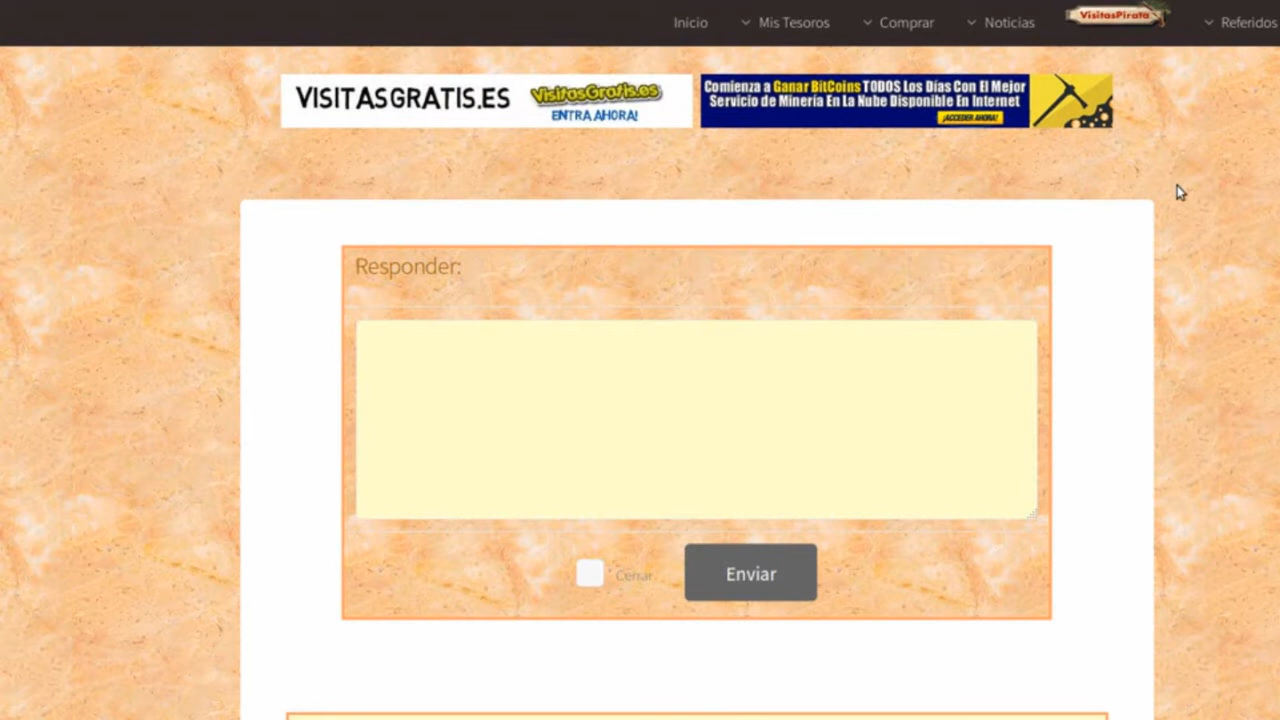 Inicio
Mis Tesoros
Comprar
Noticias
VisitasPirata
Referidos
VISITASGRATIS.ES
VisitasGratis.es
ENTRA AHORA!
Comienza a Ganar BitCoins TODOS Los Días Con El Mejor
Servicio de Minería En La Nube Disponible En Internet
¡ACCEDER AHORA!
Responder:
Cerrar
Enviar